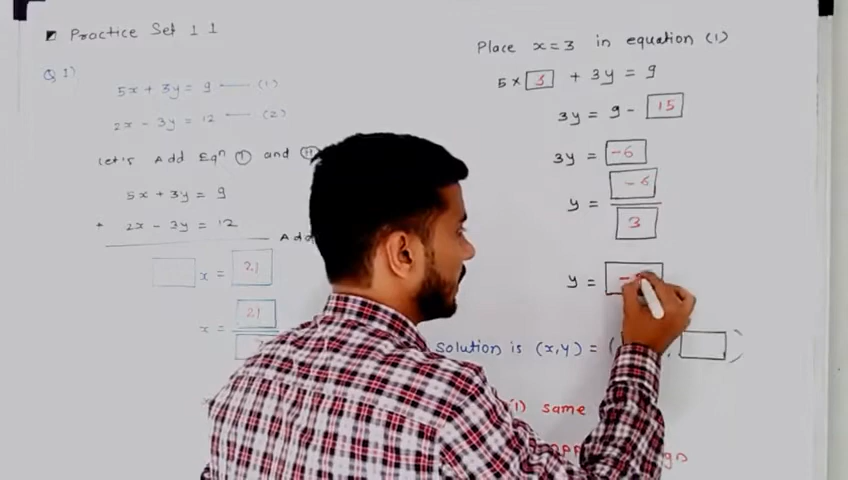 Practice Set 1 1
Q 1)
5x + 3y = 9 —— (1)
2x - 3y = 12 —— (2)
Let's Add Eqn I and II
5x + 3y = 9
+ 2x - 3y = 12
Add
x = 21
x = 21
Place x = 3 in equation (1)
5 × 3 + 3y = 9
3y = 9 - 15
3y = -6
y = -6
3
y = -
solution is (x,y) = ( , )
(1) same